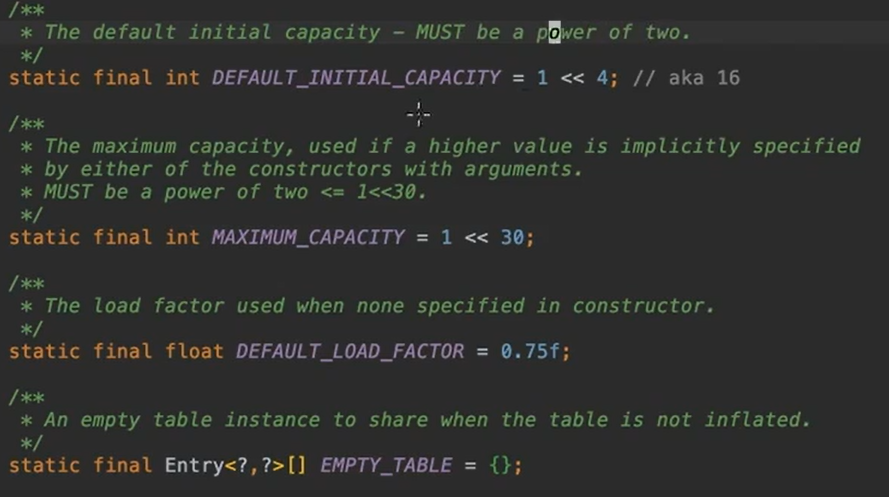 /**
 * The default initial capacity - MUST be a power of two.
 */
static final int DEFAULT_INITIAL_CAPACITY = 1 << 4; // aka 16
/**
 * The maximum capacity, used if a higher value is implicitly specified
 * by either of the constructors with arguments.
 * MUST be a power of two <= 1<<30.
 */
static final int MAXIMUM_CAPACITY = 1 << 30;
/**
 * The load factor used when none specified in constructor.
 */
static final float DEFAULT_LOAD_FACTOR = 0.75f;
/**
 * An empty table instance to share when the table is not inflated.
 */
static final Entry<?,?>[] EMPTY_TABLE = {};